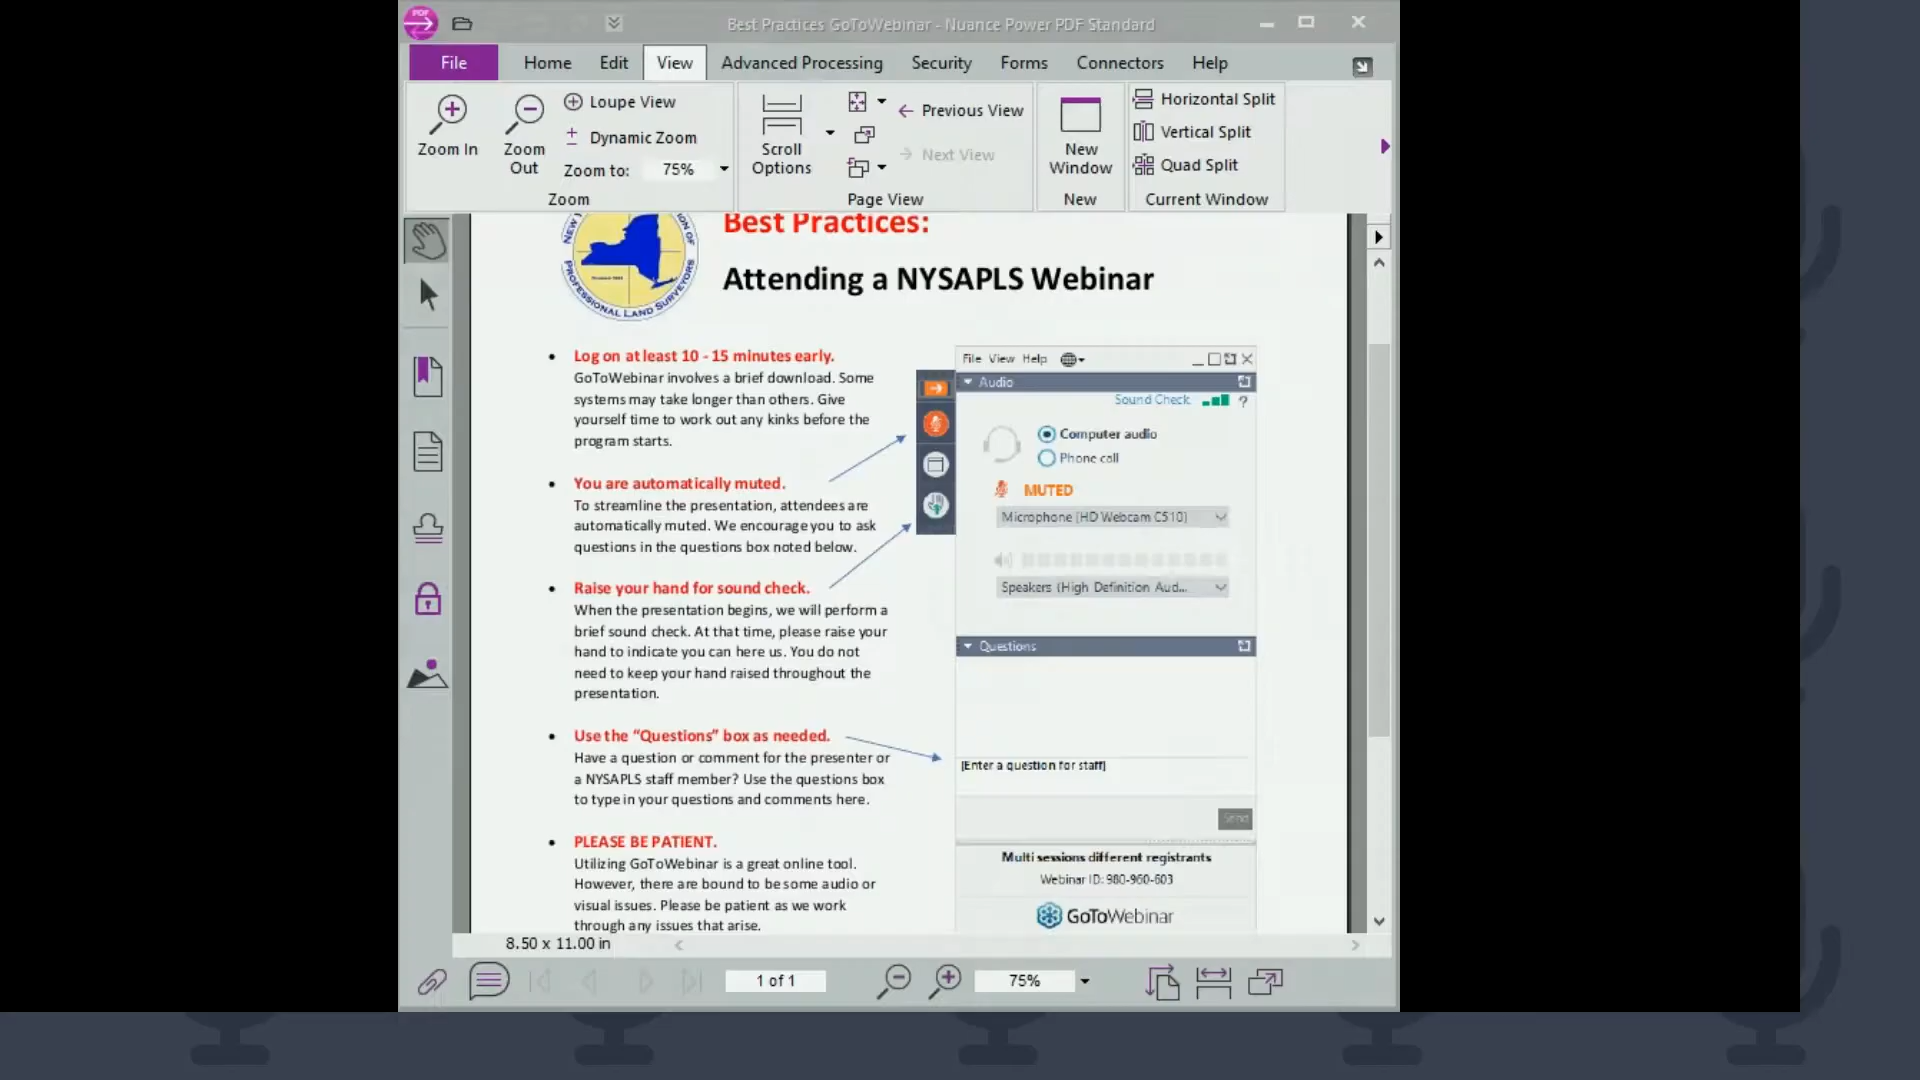 PDF
Best Practices GoToWebinar - Nuance Power PDF Standard
File Home Edit View Advanced Processing Security Forms Connectors Help
Zoom In
Zoom Out
Loupe View
Dynamic Zoom
Zoom to: 75%
Zoom
Scroll Options
Previous View
Next View
Page View
New Window
New
Horizontal Split
Vertical Split
Quad Split
Current Window
PROFESSIONAL LAND SURVEYORS
Best Practices:
Attending a NYSAPLS Webinar
• Log on at least 10 - 15 minutes early.
GoToWebinar involves a brief download. Some
systems may take longer than others. Give
yourself time to work out any kinks before the
program starts.
• You are automatically muted.
To streamline the presentation, attendees are
automatically muted. We encourage you to ask
questions in the questions box noted below.
• Raise your hand for sound check.
When the presentation begins, we will perform a
brief sound check. At that time, please raise your
hand to indicate you can here us. You do not
need to keep your hand raised throughout the
presentation.
• Use the “Questions” box as needed.
Have a question or comment for the presenter or
a NYSAPLS staff member? Use the questions box
to type in your questions and comments here.
• PLEASE BE PATIENT.
Utilizing GoToWebinar is a great online tool.
However, there are bound to be some audio or
visual issues. Please be patient as we work
through any issues that arise.
File View Help
Audio
Sound Check ?
Computer audio
Phone call
MUTED
Microphone (HD Webcam C510)
Speakers (High Definition Aud...
Questions
[Enter a question for staff]
Send
Multi sessions different registrants
Webinar ID: 980-960-603
GoToWebinar
8.50 x 11.00 in
1 of 1
75%